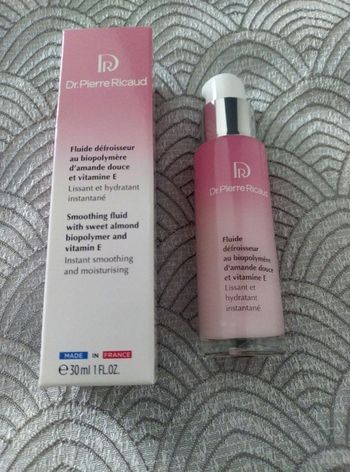 DR
Dr. Pierre Ricaud
Fluide défroisseur
au biopolymère
d'amande douce
et vitamine E
Lissant et hydratant
instantané
Smoothing fluid
with sweet almond
biopolymer and
vitamin E
Instant smoothing
and moisturising
MADE IN FRANCE
℮ 30 ml 1 FL.OZ.
DR
Dr. Pierre Ricaud
Fluide
défroisseur
au biopolymère
d'amande douce
et vitamine E
Lissant et
hydratant
instantané